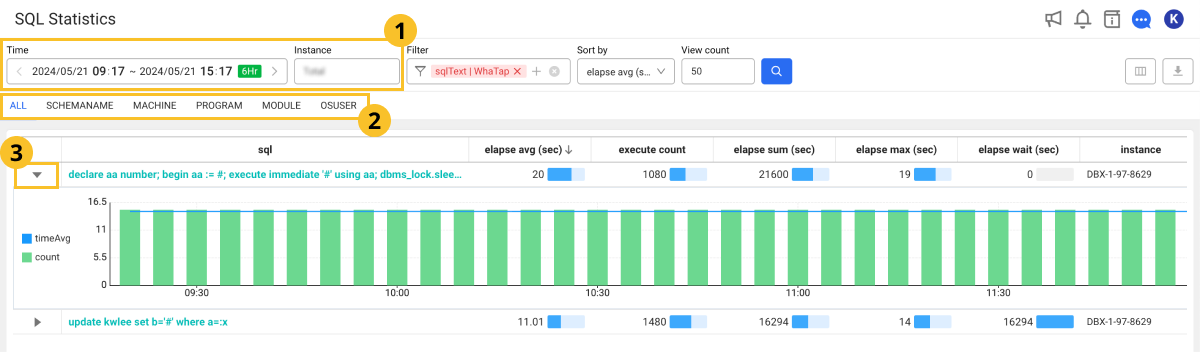 SQL Statistics
K
1
Time
Instance
Filter
Sort by
View count
2024/05/21 09:17 ~ 2024/05/21 15:17 6Hr
sqlText | WhaTap
elapse avg (s...
50
ALL SCHEMANAME MACHINE PROGRAM MODULE OSUSER
2
3
sql elapse avg (sec) execute count elapse sum (sec) elapse max (sec) elapse wait (sec) instance
declare aa number; begin aa := #; execute immediate '#' using aa; dbms_lock.slee... 20 1080 21600 19 0 DBX-1-97-8629
16.5
11
5.5
0
timeAvg
count
09:30 10:00 10:30 11:00 11:30
update kwlee set b='#' where a=:x 11.01 1480 16294 14 16294 DBX-1-97-8629